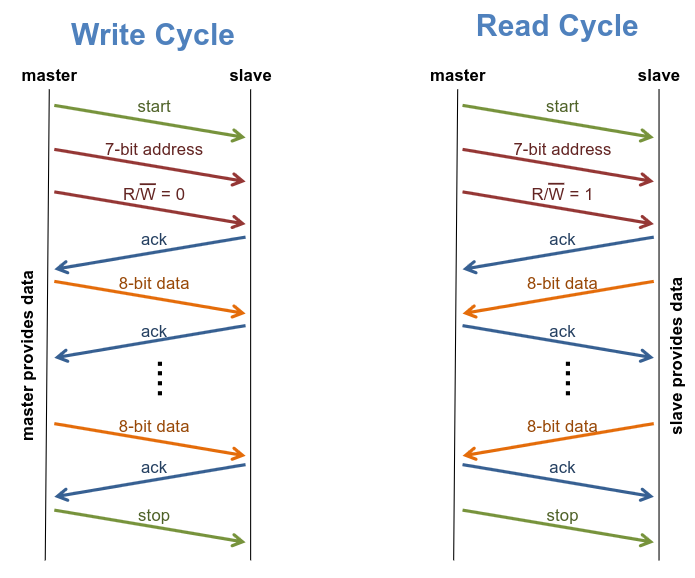 Write Cycle
master slave
start
7-bit address
R/W̅ = 0
ack
8-bit data
ack
8-bit data
ack
stop
master provides data
Read Cycle
master slave
start
7-bit address
R/W̅ = 1
ack
8-bit data
ack
8-bit data
ack
stop
slave provides data